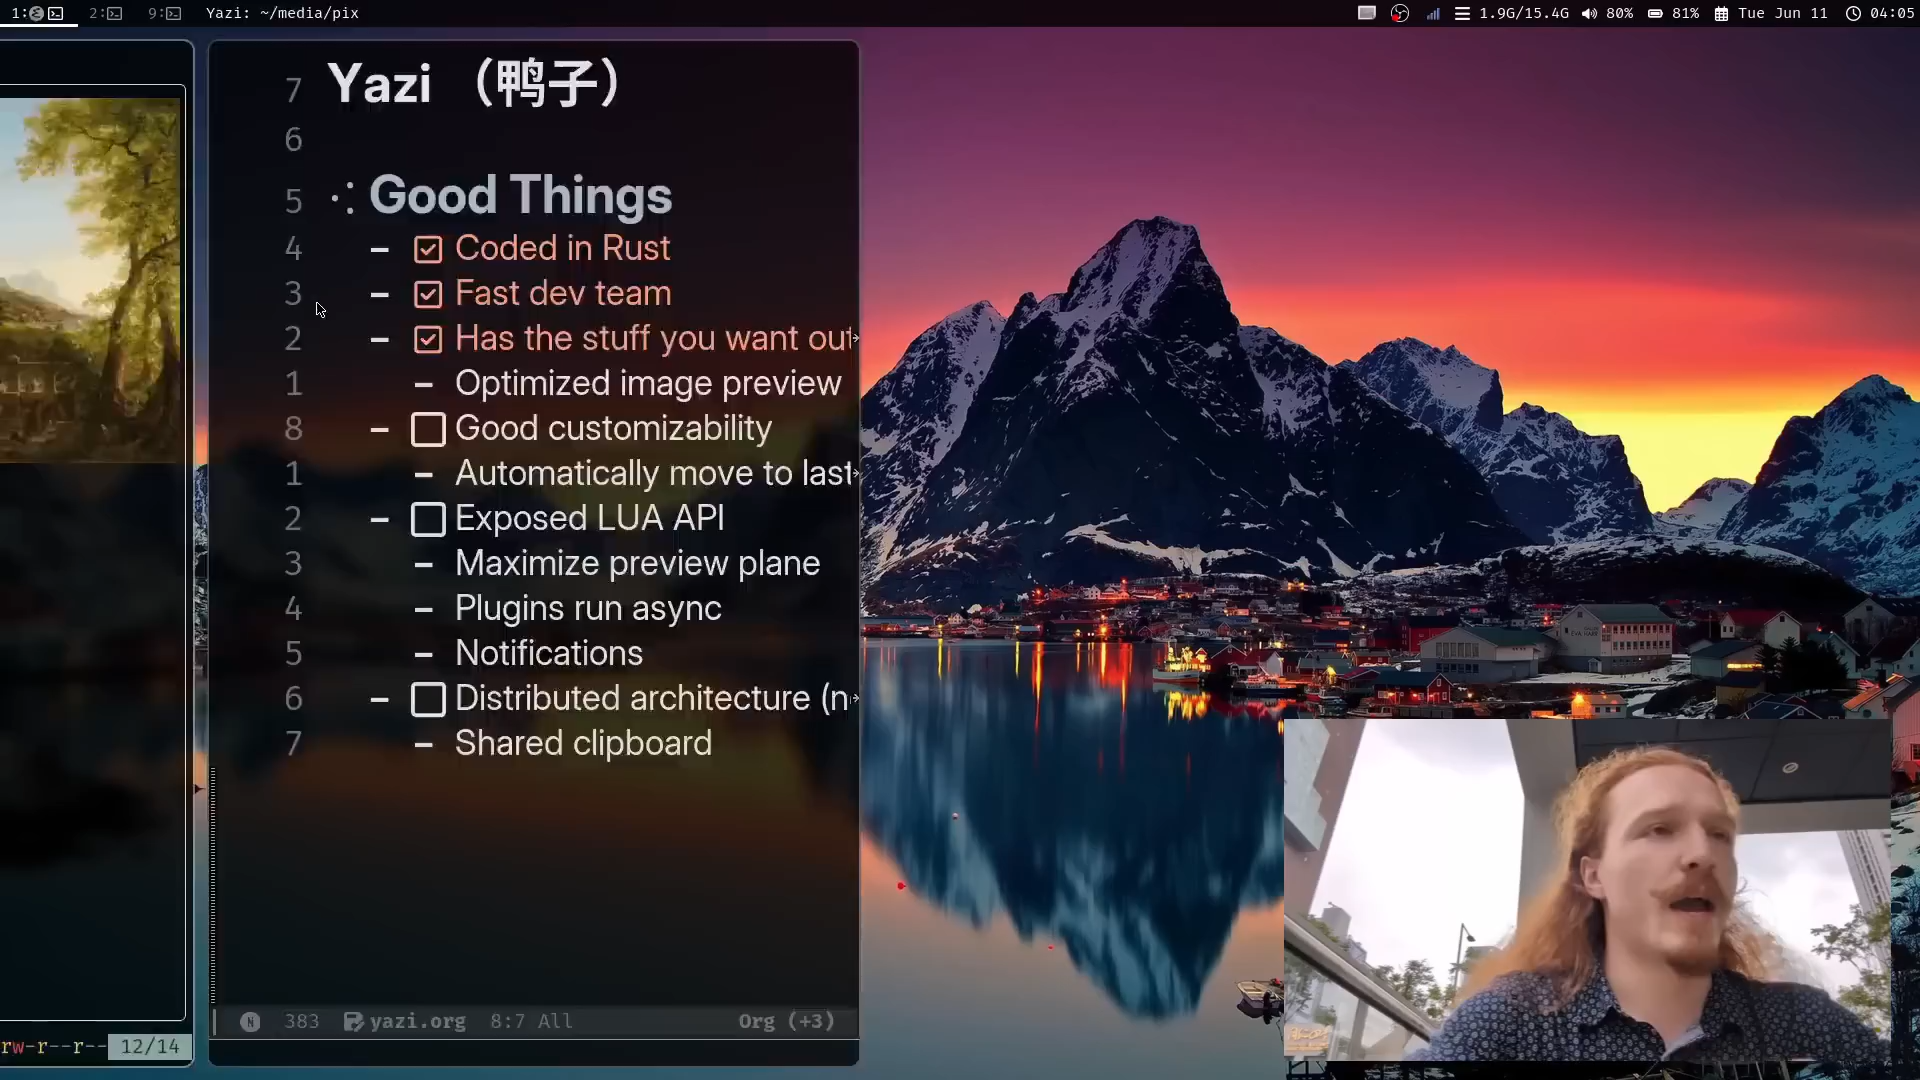 1: 2: 9: Yazi: ~/media/pix 1.9G/15.4G 80% 81% Tue Jun 11 04:05
7 Yazi （鸭子）
6
5 Good Things
4 – Coded in Rust
3 – Fast dev team
2 – Has the stuff you want out
1 – Optimized image preview
8 – Good customizability
1 – Automatically move to last
2 – Exposed LUA API
3 – Maximize preview plane
4 – Plugins run async
5 – Notifications
6 – Distributed architecture (n
7 – Shared clipboard
N 383 yazi.org 8:7 All Org (+3)
rw-r--r-- 12/14